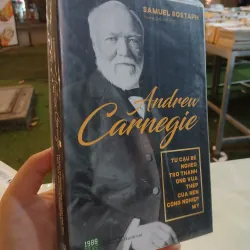 SAMUEL BOSTAPH
Andrew
Carnegie
TỪ CẬU BÉ
NGHÈO
TRỞ THÀNH
ÔNG VUA
THÉP
CỦA NỀN
CÔNG NGHIỆP
MỸ
1980